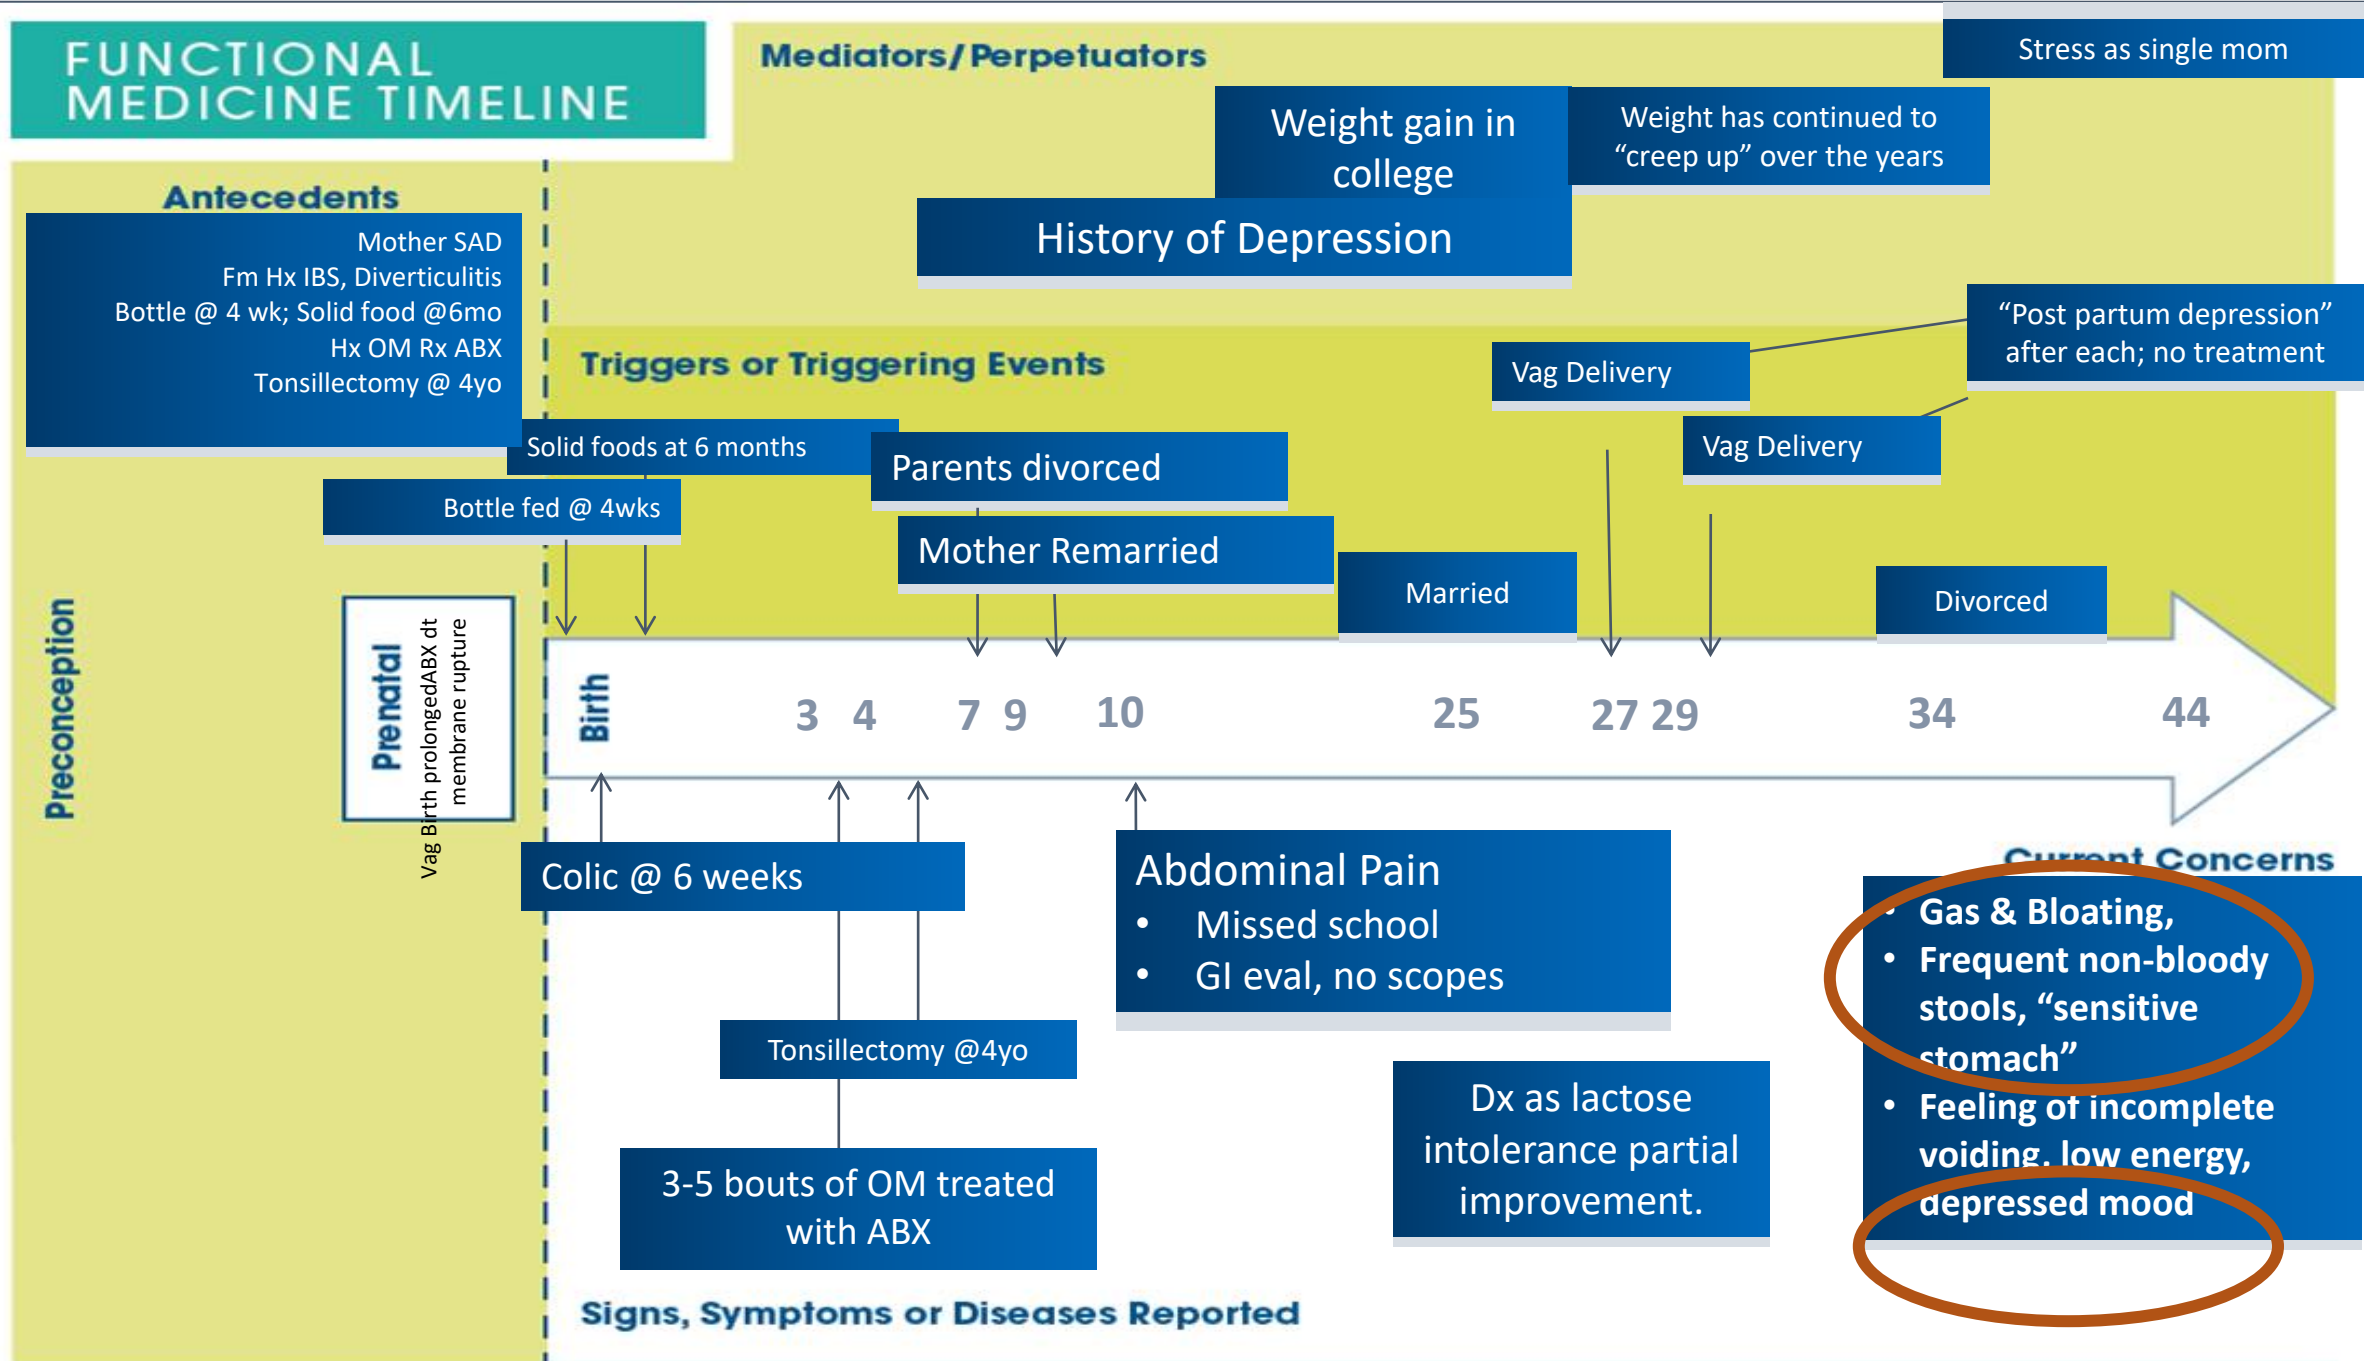 FUNCTIONAL
MEDICINE TIMELINE
Mediators/Perpetuators
Stress as single mom
Weight gain in
college
Weight has continued to
“creep up” over the years
History of Depression
Antecedents
Mother SAD
Fm Hx IBS, Diverticulitis
Bottle @ 4 wk; Solid food @6mo
Hx OM Rx ABX
Tonsillectomy @ 4yo
Triggers or Triggering Events
Vag Delivery
“Post partum depression”
after each; no treatment
Vag Delivery
Solid foods at 6 months
Parents divorced
Bottle fed @ 4wks
Mother Remarried
Married
Divorced
Preconception
Prenatal
Vag Birth prolongedABX dt
membrane rupture
Birth
3 4 7 9 10 25 27 29 34 44
Colic @ 6 weeks
Abdominal Pain
• Missed school
• GI eval, no scopes
Tonsillectomy @4yo
3-5 bouts of OM treated
with ABX
Dx as lactose
intolerance partial
improvement.
Current Concerns
• Gas & Bloating,
• Frequent non-bloody
stools, “sensitive
stomach”
• Feeling of incomplete
voiding, low energy,
depressed mood
Signs, Symptoms or Diseases Reported